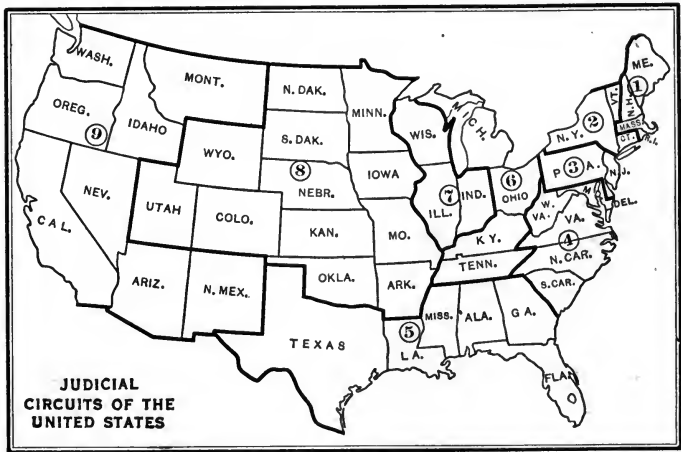 WASH.
MONT.
N. DAK.
MINN.
ME.
1
VT.
N.H.
OREG.
9
IDAHO
S. DAK.
WIS.
MICH.
N.Y.
2
MASS.
CT.
R.I.
WYO.
8
NEBR.
IOWA
NEV.
UTAH
COLO.
ILL.
7
IND.
6
OHIO
P
3
A.
N.J.
M
DEL.
CAL.
KAN.
MO.
W.
VA.
VA.
KY.
4
N.CAR.
ARIZ.
N.MEX.
OKLA.
ARK.
TENN.
S.CAR.
TEXAS
5
LA.
MISS.
ALA.
GA.
FLA.
JUDICIAL
CIRCUITS OF THE
UNITED STATES